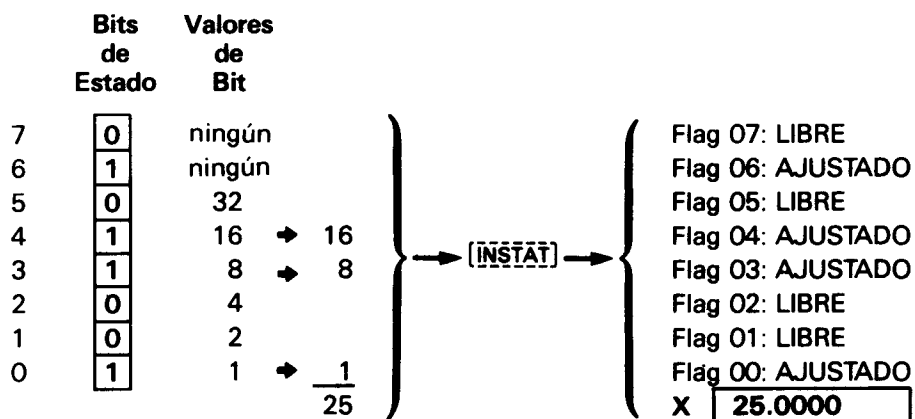 Bits Valores
de de
Estado Bit
7 0 ningún Flag 07: LIBRE
6 1 ningún Flag 06: AJUSTADO
5 0 32 Flag 05: LIBRE
4 1 16 → 16 Flag 04: AJUSTADO
3 1 8 → 8 [INSTAT] Flag 03: AJUSTADO
2 0 4 Flag 02: LIBRE
1 0 2 Flag 01: LIBRE
0 1 1 → 1 Flag 00: AJUSTADO
25 X 25.0000